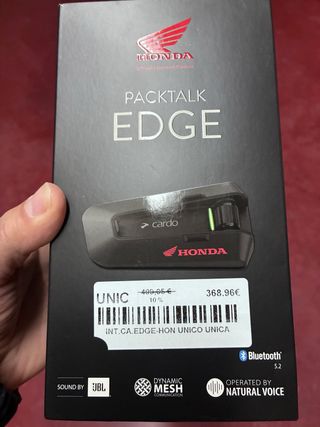 HONDA
PACKTALK
EDGE
cardo
HONDA
UNIC 409,95€ 368.96€
10 %
INT.CA.EDGE-HON UNICO UNICA
Bluetooth®
5.2
SOUND BY JBL
DYNAMIC
MESH
COMMUNICATION
OPERATED BY
NATURAL VOICE